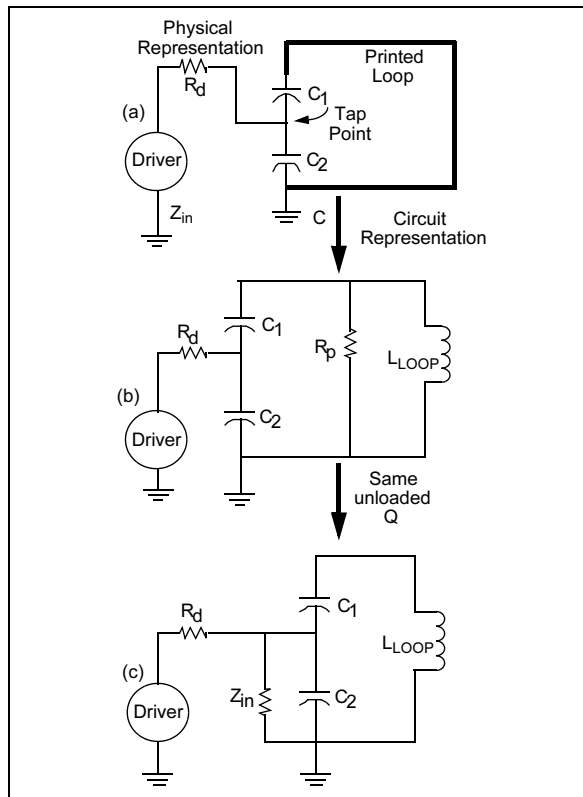 Physical
Representation
Printed
Loop
R_d
C_1
(a)
Tap
Point
Driver
C_2
Z_in
C
Circuit
Representation
R_d
C_1
R_p
L_LOOP
(b)
C_2
Driver
Same
unloaded
Q
R_d
C_1
L_LOOP
(c)
Z_in
C_2
Driver